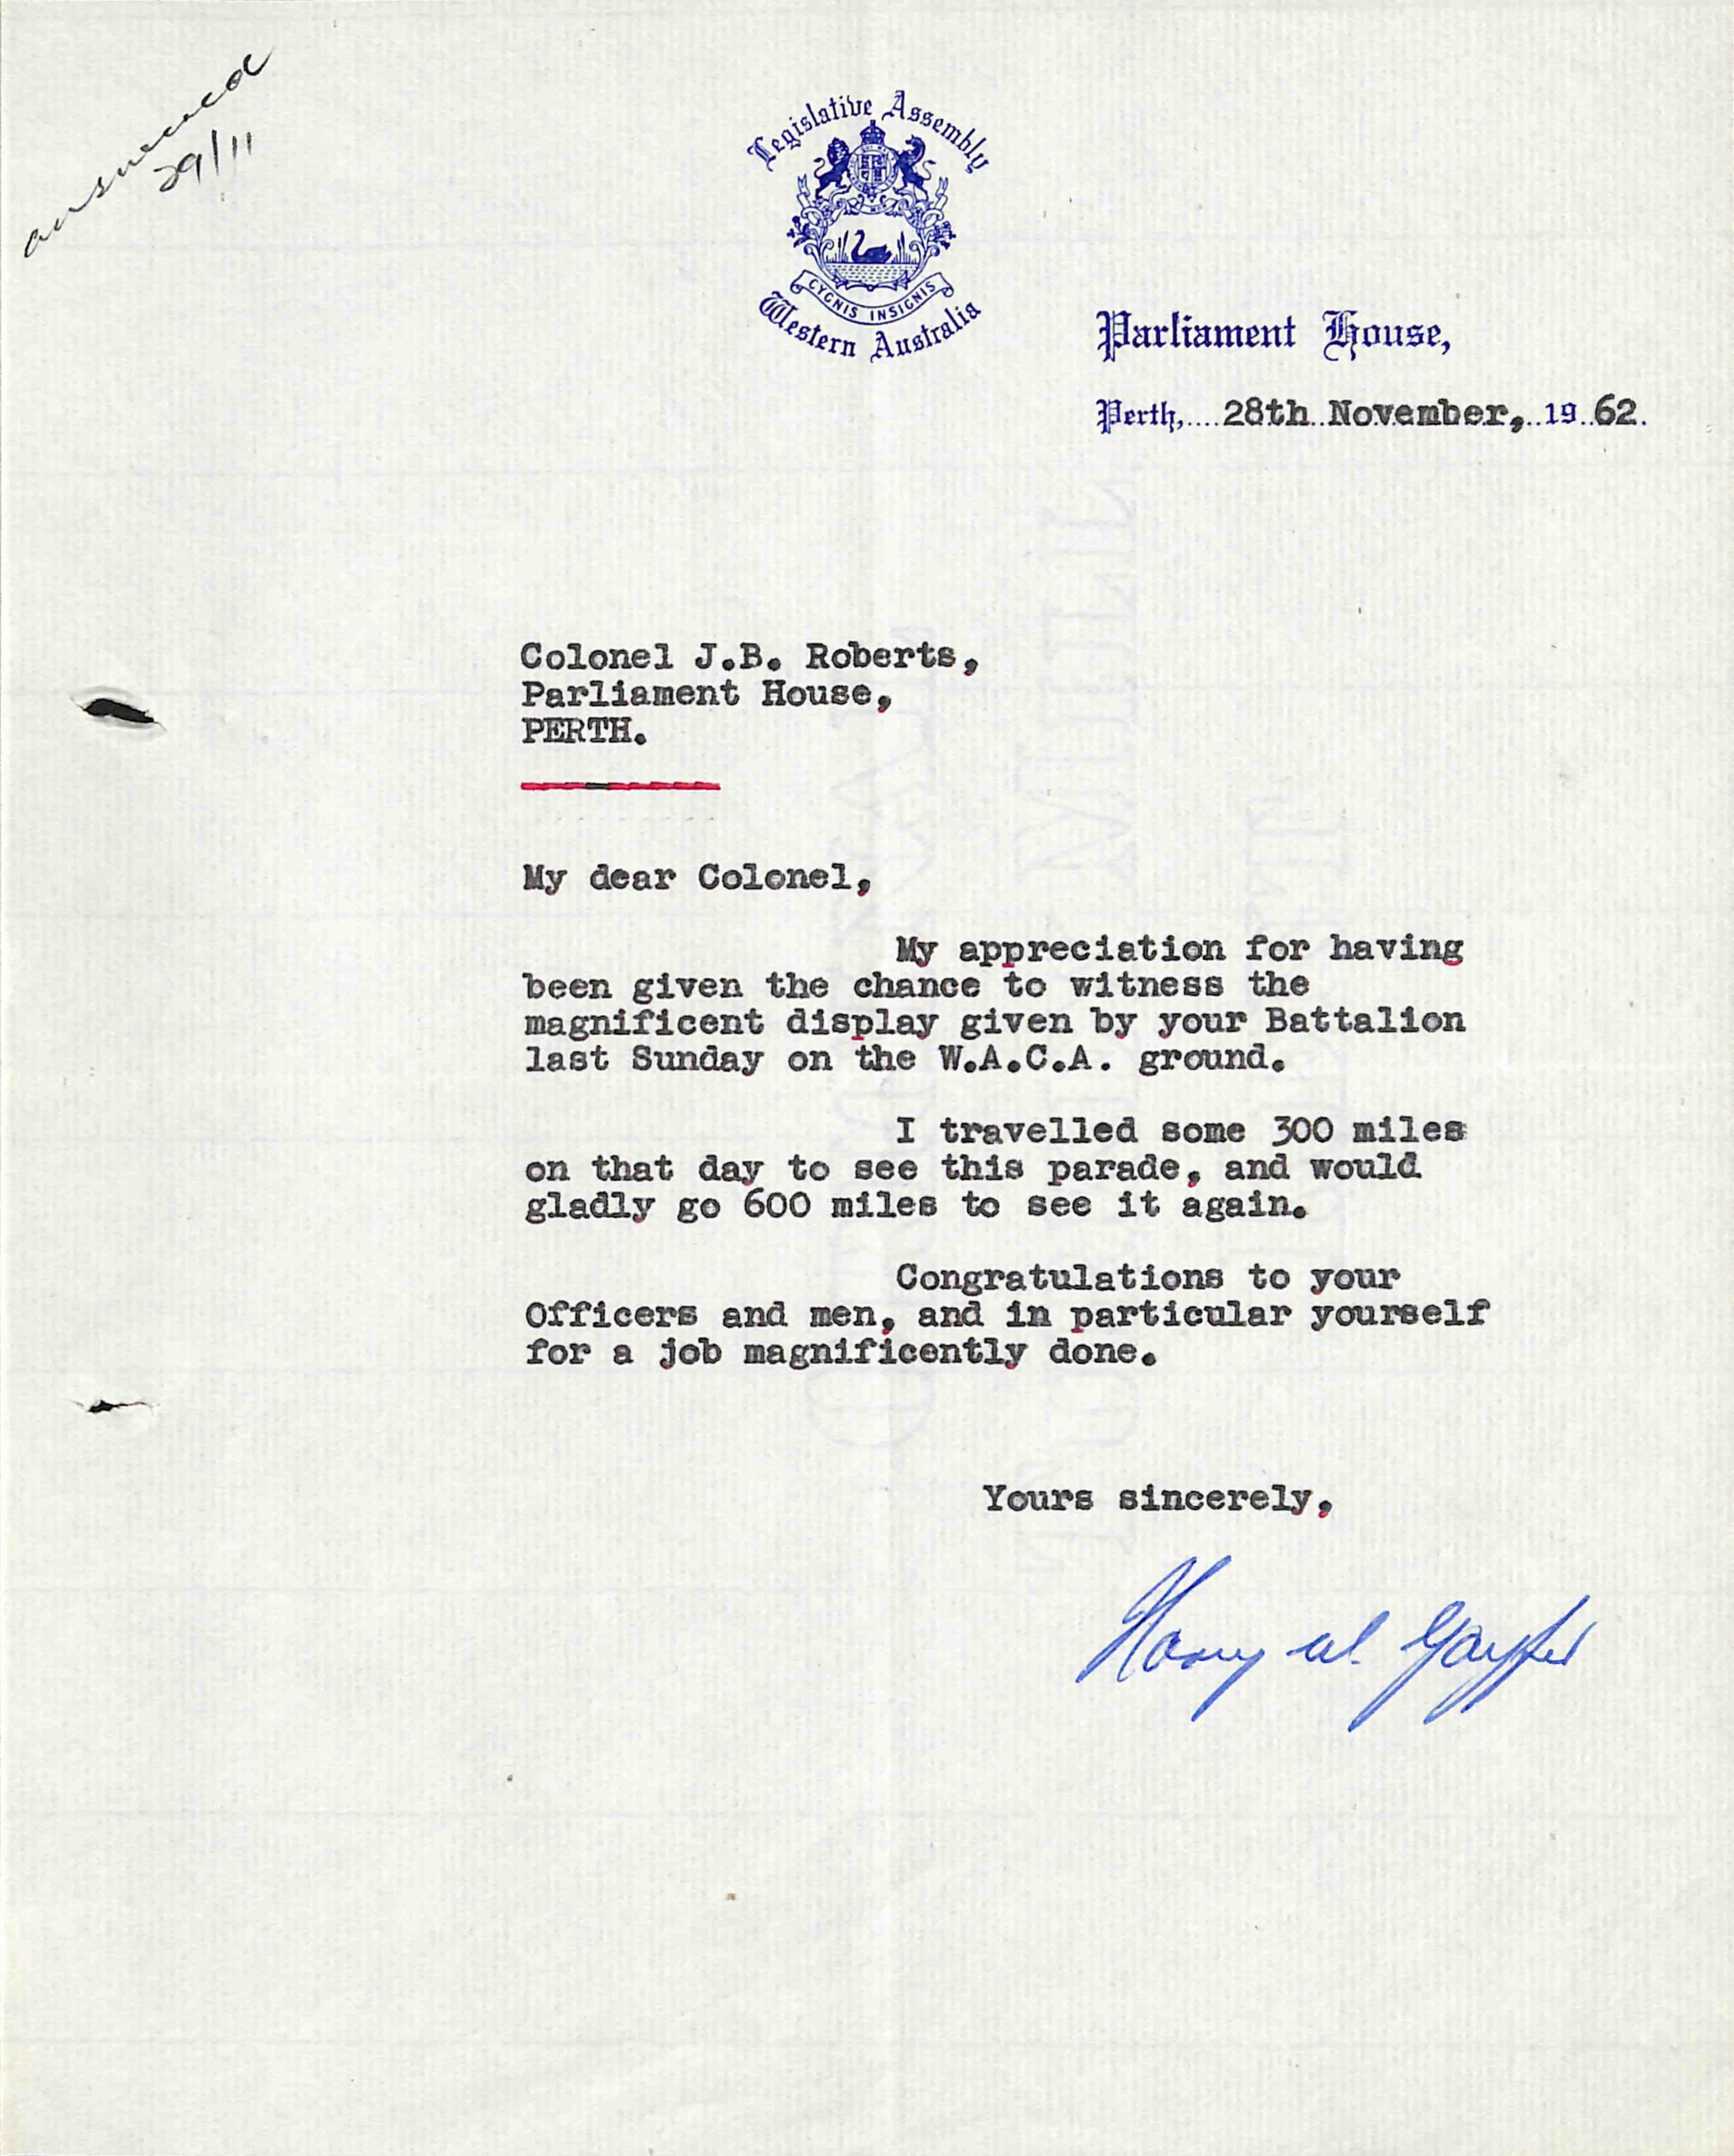 answered
29/11
Legislative Assembly
CYGNIS INSIGNIS
Western Australia
Parliament House,
Perth,....28th..November,..19..62.
Colonel J.B. Roberts,
Parliament House,
PERTH.
My dear Colonel,
My appreciation for having
been given the chance to witness the
magnificent display given by your Battalion
last Sunday on the W.A.C.A. ground.
I travelled some 300 miles
on that day to see this parade, and would
gladly go 600 miles to see it again.
Congratulations to your
Officers and men, and in particular yourself
for a job magnificently done.
Yours sincerely,
Harry W. Gayfer